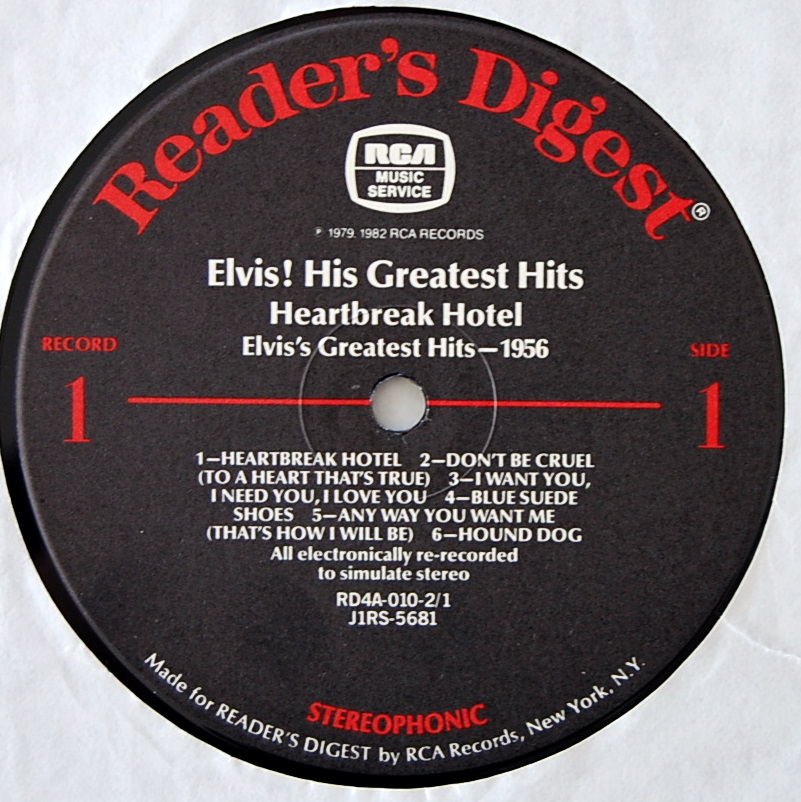 Reader's Digest®
RCA
MUSIC
SERVICE
℗ 1979, 1982 RCA RECORDS
Elvis! His Greatest Hits
Heartbreak Hotel
Elvis's Greatest Hits—1956
RECORD
1
SIDE
1
1—HEARTBREAK HOTEL 2—DON'T BE CRUEL
(TO A HEART THAT'S TRUE) 3—I WANT YOU,
I NEED YOU, I LOVE YOU 4—BLUE SUEDE
SHOES 5—ANY WAY YOU WANT ME
(THAT'S HOW I WILL BE) 6—HOUND DOG
All electronically re-recorded
to simulate stereo
RD4A-010-2/1
J1RS-5681
STEREOPHONIC
Made for READER'S DIGEST by RCA Records, New York, N.Y.